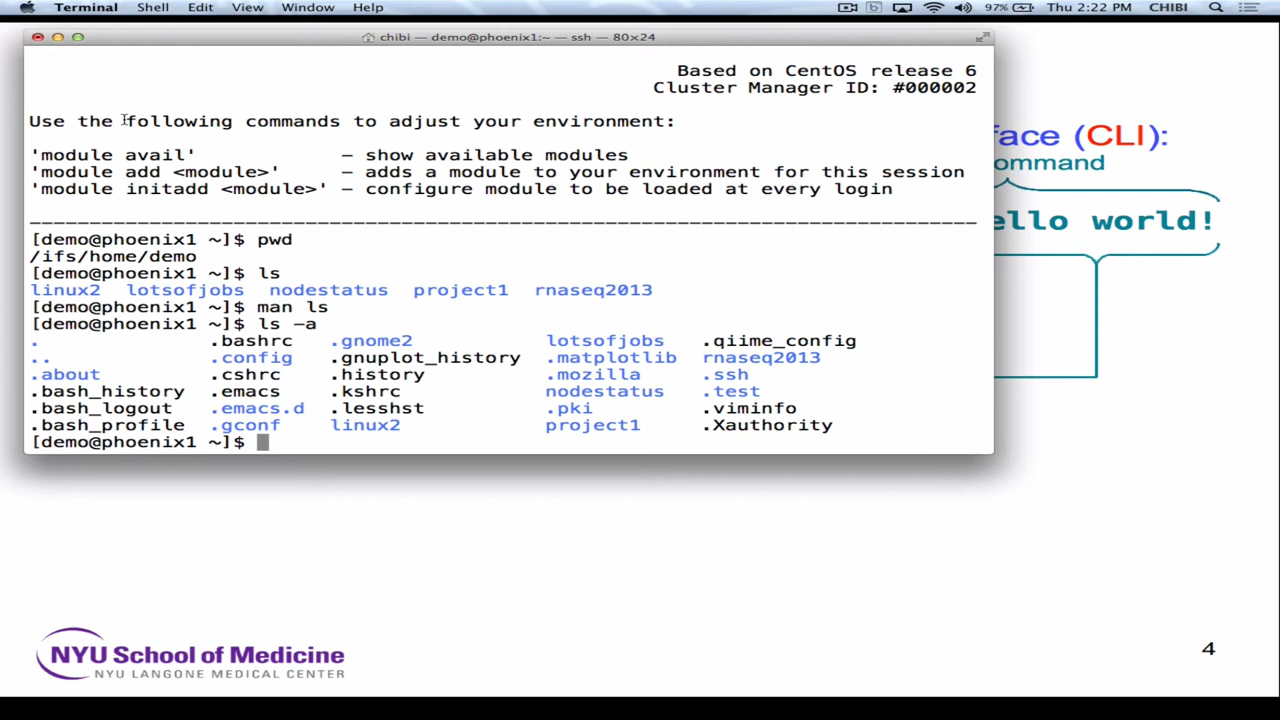 Terminal Shell Edit View Window Help 97% Thu 2:22 PM CHIBI
chibi — demo@phoenix1:~ — ssh — 80×24
Based on CentOS release 6
Cluster Manager ID: #000002
Use the following commands to adjust your environment:
'module avail' – show available modules
'module add <module>' – adds a module to your environment for this session
'module initadd <module>' – configure module to be loaded at every login
[demo@phoenix1 ~]$ pwd
/ifs/home/demo
[demo@phoenix1 ~]$ ls
linux2 lotsofjobs nodestatus project1 rnaseq2013
[demo@phoenix1 ~]$ man ls
[demo@phoenix1 ~]$ ls –a
. .bashrc .gnome2 lotsofjobs .qiime_config
.. .config .gnuplot_history .matplotlib rnaseq2013
.about .cshrc .history .mozilla .ssh
.bash_history .emacs .kshrc nodestatus .test
.bash_logout .emacs.d .lesshst .pki .viminfo
.bash_profile .gconf linux2 project1 .Xauthority
[demo@phoenix1 ~]$
face (CLI):
ommand
ello world!
NYU School of Medicine
NYU LANGONE MEDICAL CENTER
4